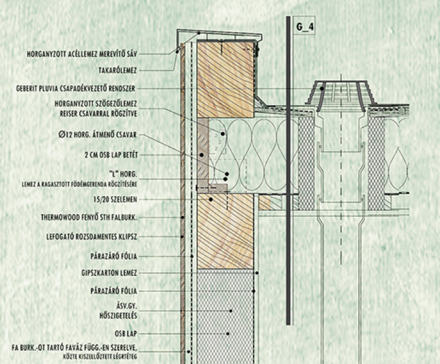 G_4
HORGANYZOTT ACÉLLEMEZ MEREVÍTŐ SÁV
TAKARÓLEMEZ
GEBERIT PLUVIA CSAPADÉKVEZETŐ RENDSZER
HORGANYZOTT SZÖGEZŐLEMEZ
REISER CSAVARRAL RÖGZÍTVE
Ø12 HORG. ÁTMENŐ CSAVAR
2 CM OSB LAP BETÉT
"L" HORG.
LEMEZ A RAGASZTOTT FÖDÉMGERENDA RÖGZÍTÉSÉRE
15/20 SZELEMEN
THERMOWOOD FENYŐ STH FALBURK.
LEFOGATÓ ROZSDAMENTES KLIPSZ
PÁRAZÁRÓ FÓLIA
GIPSZKARTON LEMEZ
PÁRAZÁRÓ FÓLIA
ÁSV.GY.
HŐSZIGETELÉS
OSB LAP
FA BURK.-OT TARTÓ FAVÁZ FÜGG.-EN SZERELVE,
KÖZTE KISZELLŐZTETETT LÉGRÉTEG